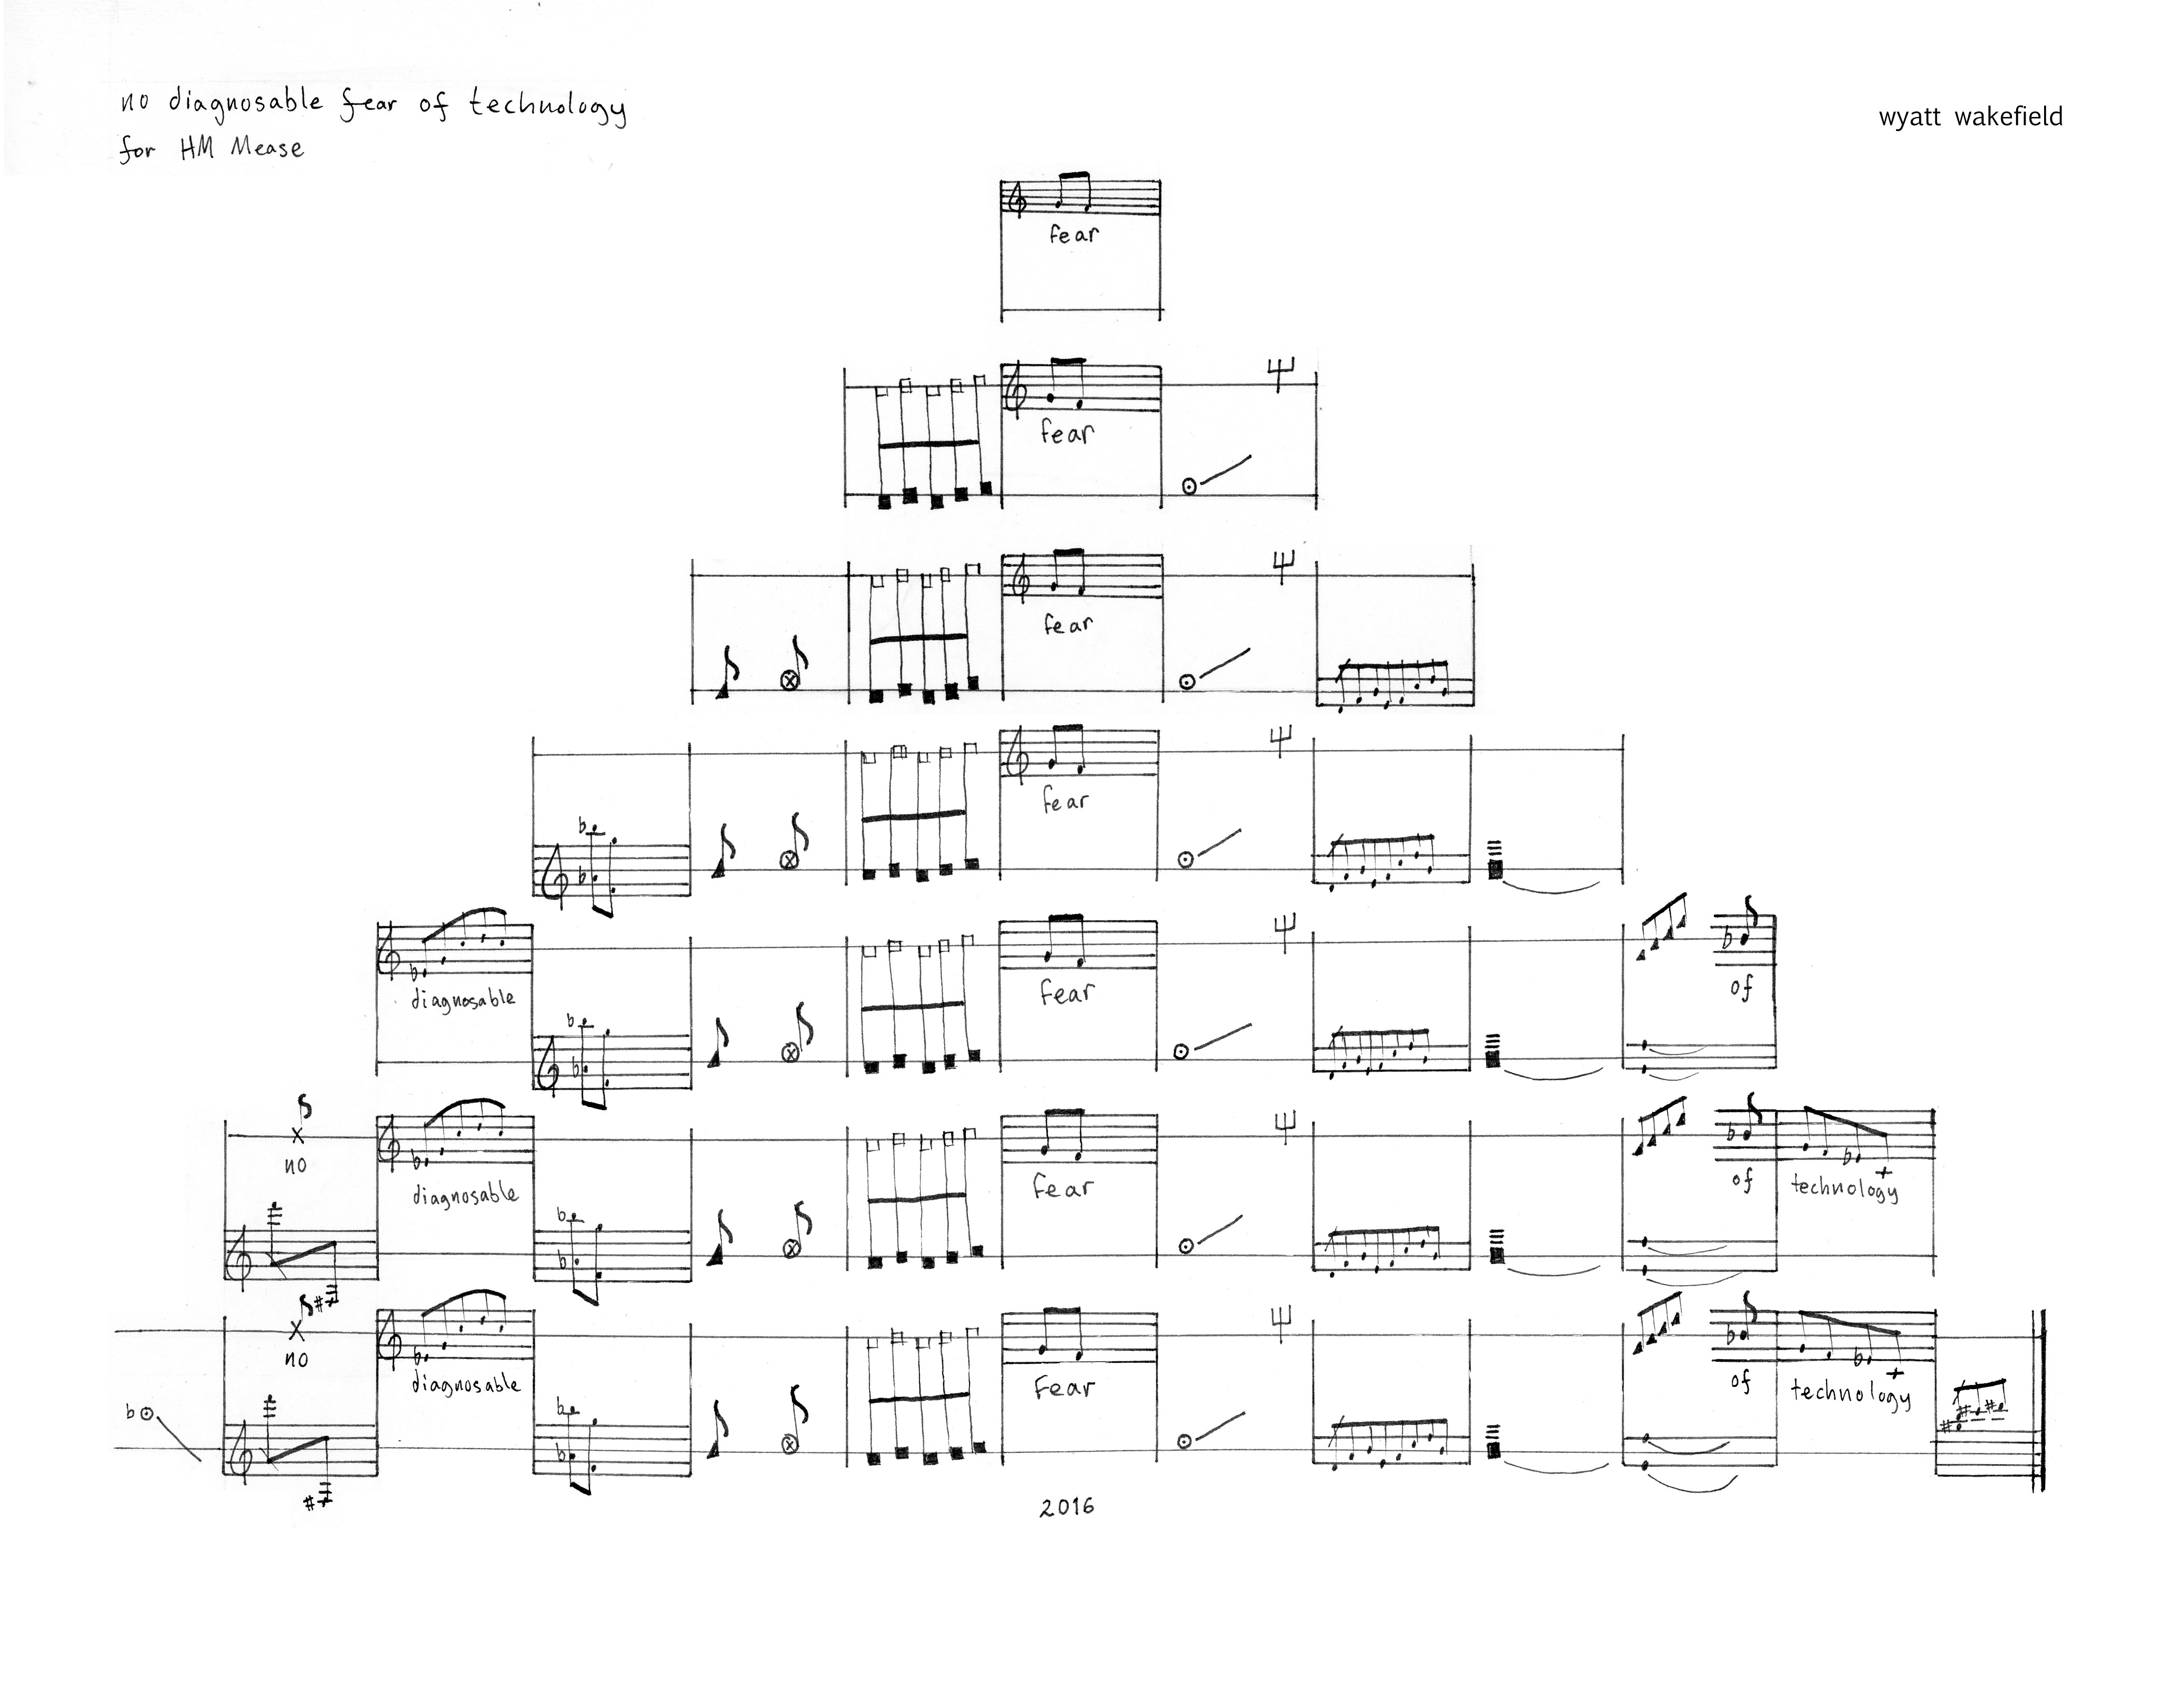 no diagnosable fear of technology
for HM Mease
wyatt wakefield
fear
fear
fear
fear
diagnosable fear of
no diagnosable fear of technology
no diagnosable Fear of technology
2016